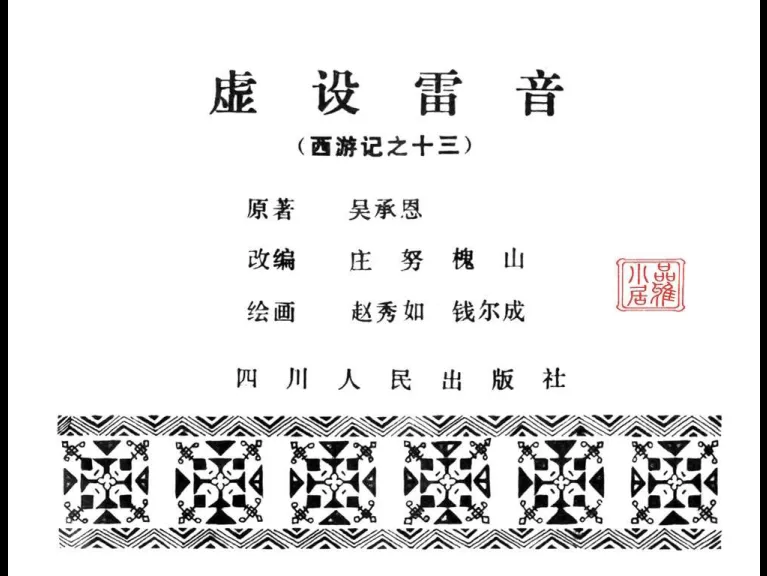 虚设雷音
（西游记之十三）
原著 吴承恩
改编 庄努 槐山
绘画 赵秀如 钱尔成
四川人民出版社
品雅
小居